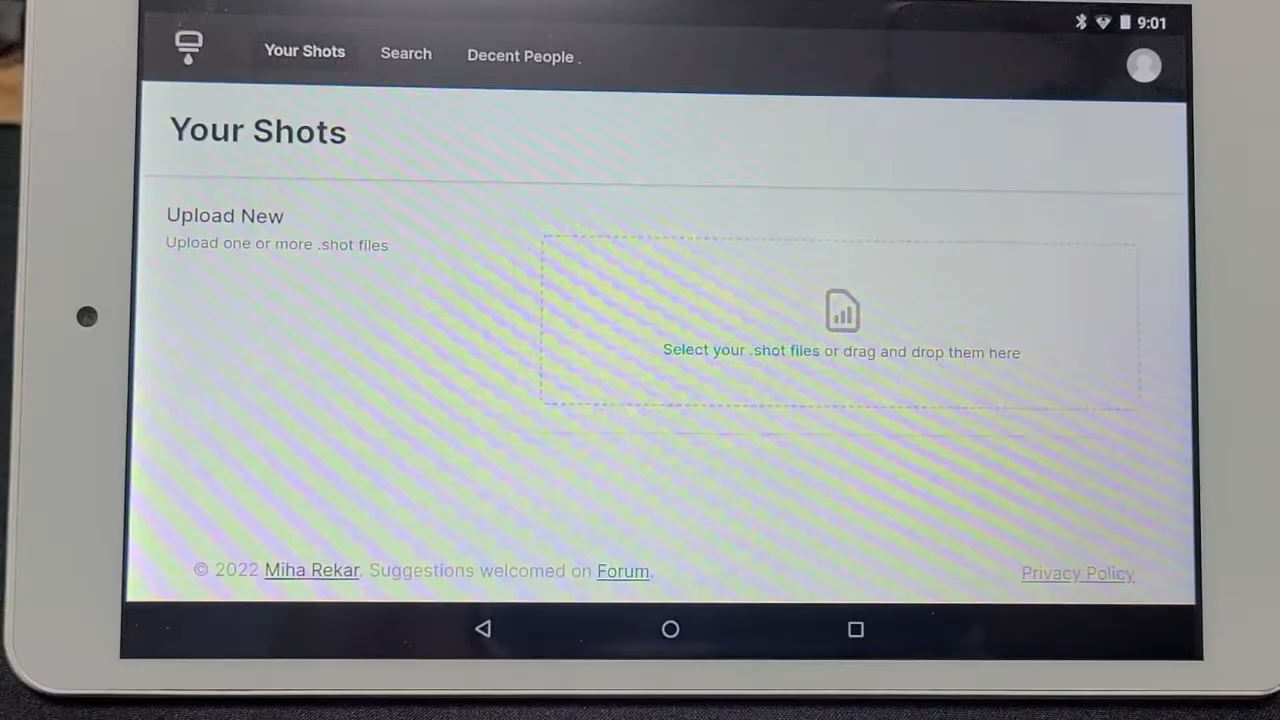 9:01
Your Shots Search Decent People
Your Shots
Upload New
Upload one or more .shot files
Select your .shot files or drag and drop them here
© 2022 Miha Rekar. Suggestions welcomed on Forum.
Privacy Policy